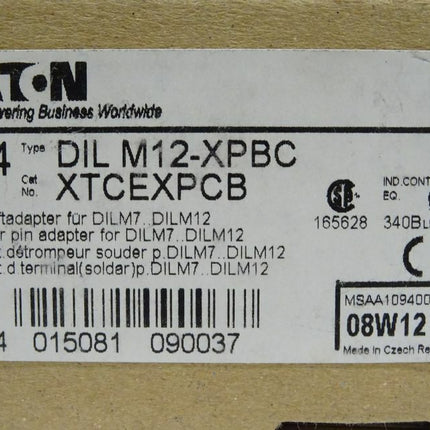 ATON
wering Business Worldwide
4 Type DIL M12-XPBC
Cat No. XTCEXPCB
ftadapter für DILM7..DILM12
r pin adapter for DILM7..DILM12
t.détrompeur souder p.DILM7..DILM12
t.d terminal(soldar)p.DILM7..DILM12
165628
IND.CONT
EQ.
340BL
MSAA109400
08W12
Made in Czech Re
4 015081 090037